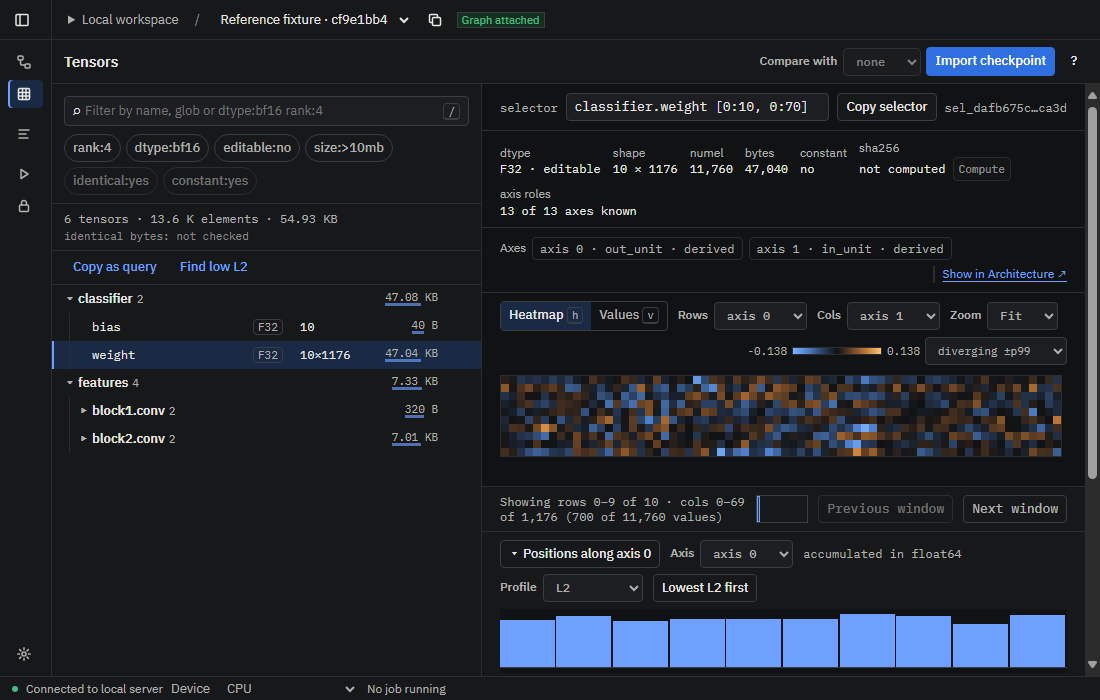 Local workspace / Reference fixture · cf9e1bb4 Graph attached
Tensors
Compare with none Import checkpoint ?
Filter by name, glob or dtype:bf16 rank:4 /
rank:4 dtype:bf16 editable:no size:>10mb
identical:yes constant:yes
6 tensors · 13.6 K elements · 54.93 KB
identical bytes: not checked
Copy as query Find low L2
classifier 2 47.08 KB
bias F32 10 40 B
weight F32 10×1176 47.04 KB
features 4 7.33 KB
block1.conv 2 320 B
block2.conv 2 7.01 KB
selector classifier.weight [0:10, 0:70] Copy selector sel_dafb675c…ca3d
dtype shape numel bytes constant sha256
F32 · editable 10 × 1176 11,760 47,040 no not computed Compute
axis roles
13 of 13 axes known
Axes axis 0 · out_unit · derived axis 1 · in_unit · derived
Show in Architecture ↗
Heatmap h Values v Rows axis 0 Cols axis 1 Zoom Fit
-0.138 0.138 diverging ±p99
Showing rows 0–9 of 10 · cols 0–69
of 1,176 (700 of 11,760 values)
Previous window Next window
Positions along axis 0 Axis axis 0 accumulated in float64
Profile L2 Lowest L2 first
Connected to local server Device CPU No job running